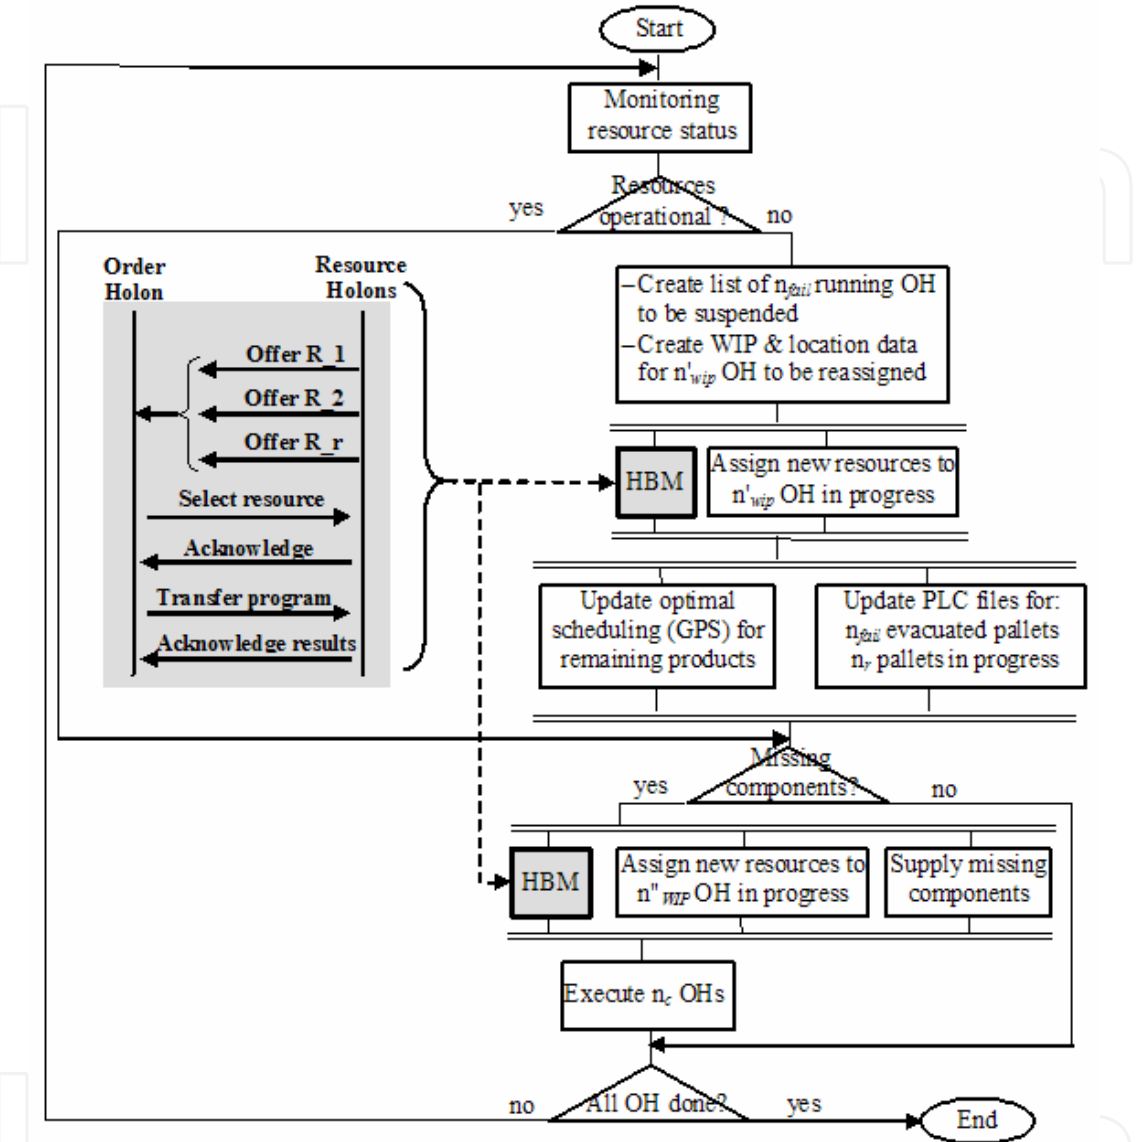 Start
Monitoring
resource status
Resources
operational ?
yes
no
Order
Holon
Resource
Holons
Offer R_1
Offer R_2
Offer R_r
Select resource
Acknowledge
Transfer program
Acknowledge results
–Create list of nfail running OH
to be suspended
–Create WIP & location data
for n'wip OH to be reassigned
HBM
Assign new resources to
n'wip OH in progress
Update optimal
scheduling (GPS) for
remaining products
Update PLC files for:
nfail evacuated pallets
nr pallets in progress
Missing
components?
yes
no
HBM
Assign new resources to
n"WIP OH in progress
Supply missing
components
Execute nc OHs
All OH done?
no
yes
End